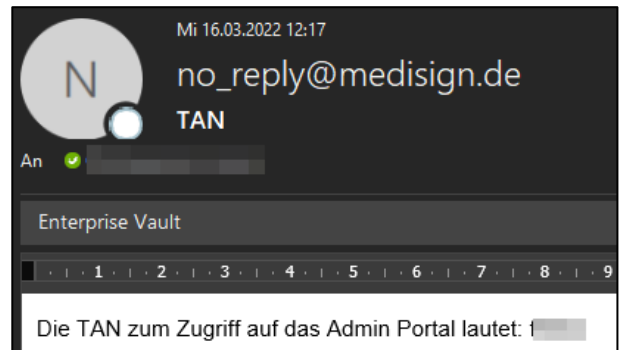 Mi 16.03.2022 12:17
N
no_reply@medisign.de
TAN
An
Enterprise Vault
1 2 3 4 5 6 7 8 9
Die TAN zum Zugriff auf das Admin Portal lautet: